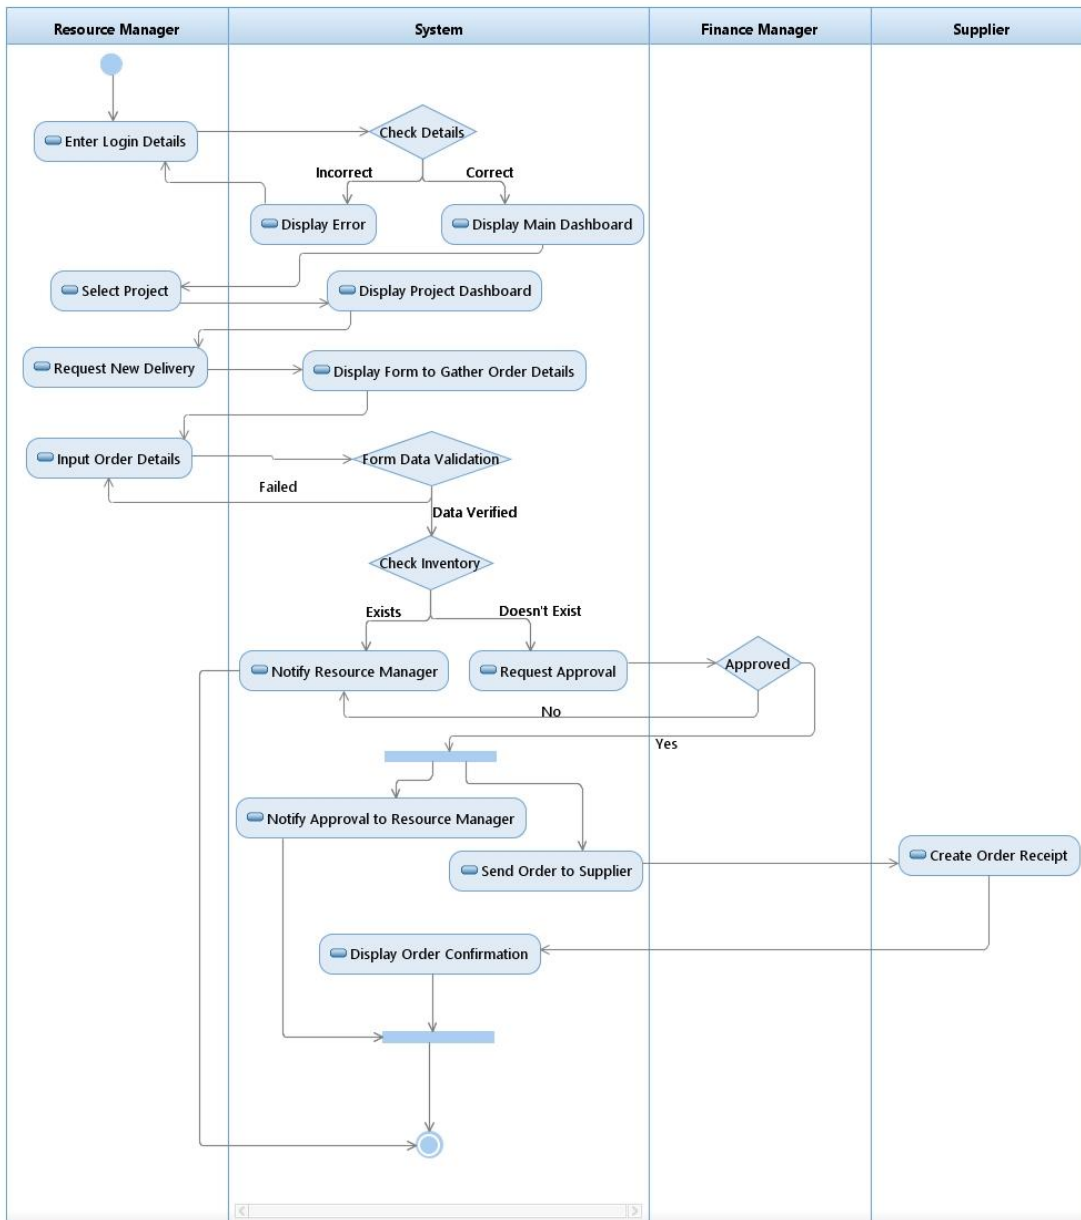 Resource Manager
System
Finance Manager
Supplier
Enter Login Details
Check Details
Incorrect
Correct
Display Error
Display Main Dashboard
Select Project
Display Project Dashboard
Request New Delivery
Display Form to Gather Order Details
Input Order Details
Form Data Validation
Failed
Data Verified
Check Inventory
Exists
Doesn't Exist
Notify Resource Manager
Request Approval
Approved
No
Yes
Notify Approval to Resource Manager
Send Order to Supplier
Create Order Receipt
Display Order Confirmation